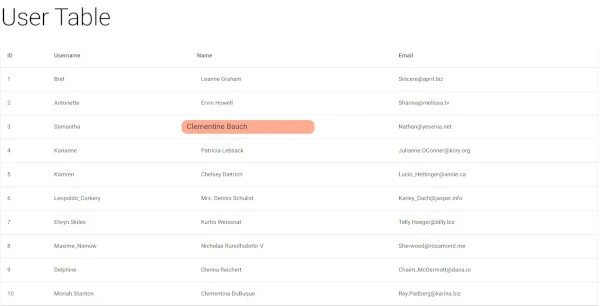 User Table
ID Username Name Email
1 Bret Leanne Graham Sincere@april.biz
2 Antonette Ervin Howell Shanna@melissa.tv
3 Samantha Clementine Bauch Nathan@yesenia.net
4 Karianne Patricia Lebsack Julianne.OConner@kory.org
5 Kamren Chelsey Dietrich Lucio_Hettinger@annie.ca
6 Leopoldo_Corkery Mrs. Dennis Schulist Karley_Dach@jasper.info
7 Elwyn.Skiles Kurtis Weissnat Telly.Hoeger@billy.biz
8 Maxime_Nienow Nicholas Runolfsdottir V Sherwood@rosamond.me
9 Delphine Glenna Reichert Chaim_McDermott@dana.io
10 Moriah.Stanton Clementina DuBuque Rey.Padberg@karina.biz